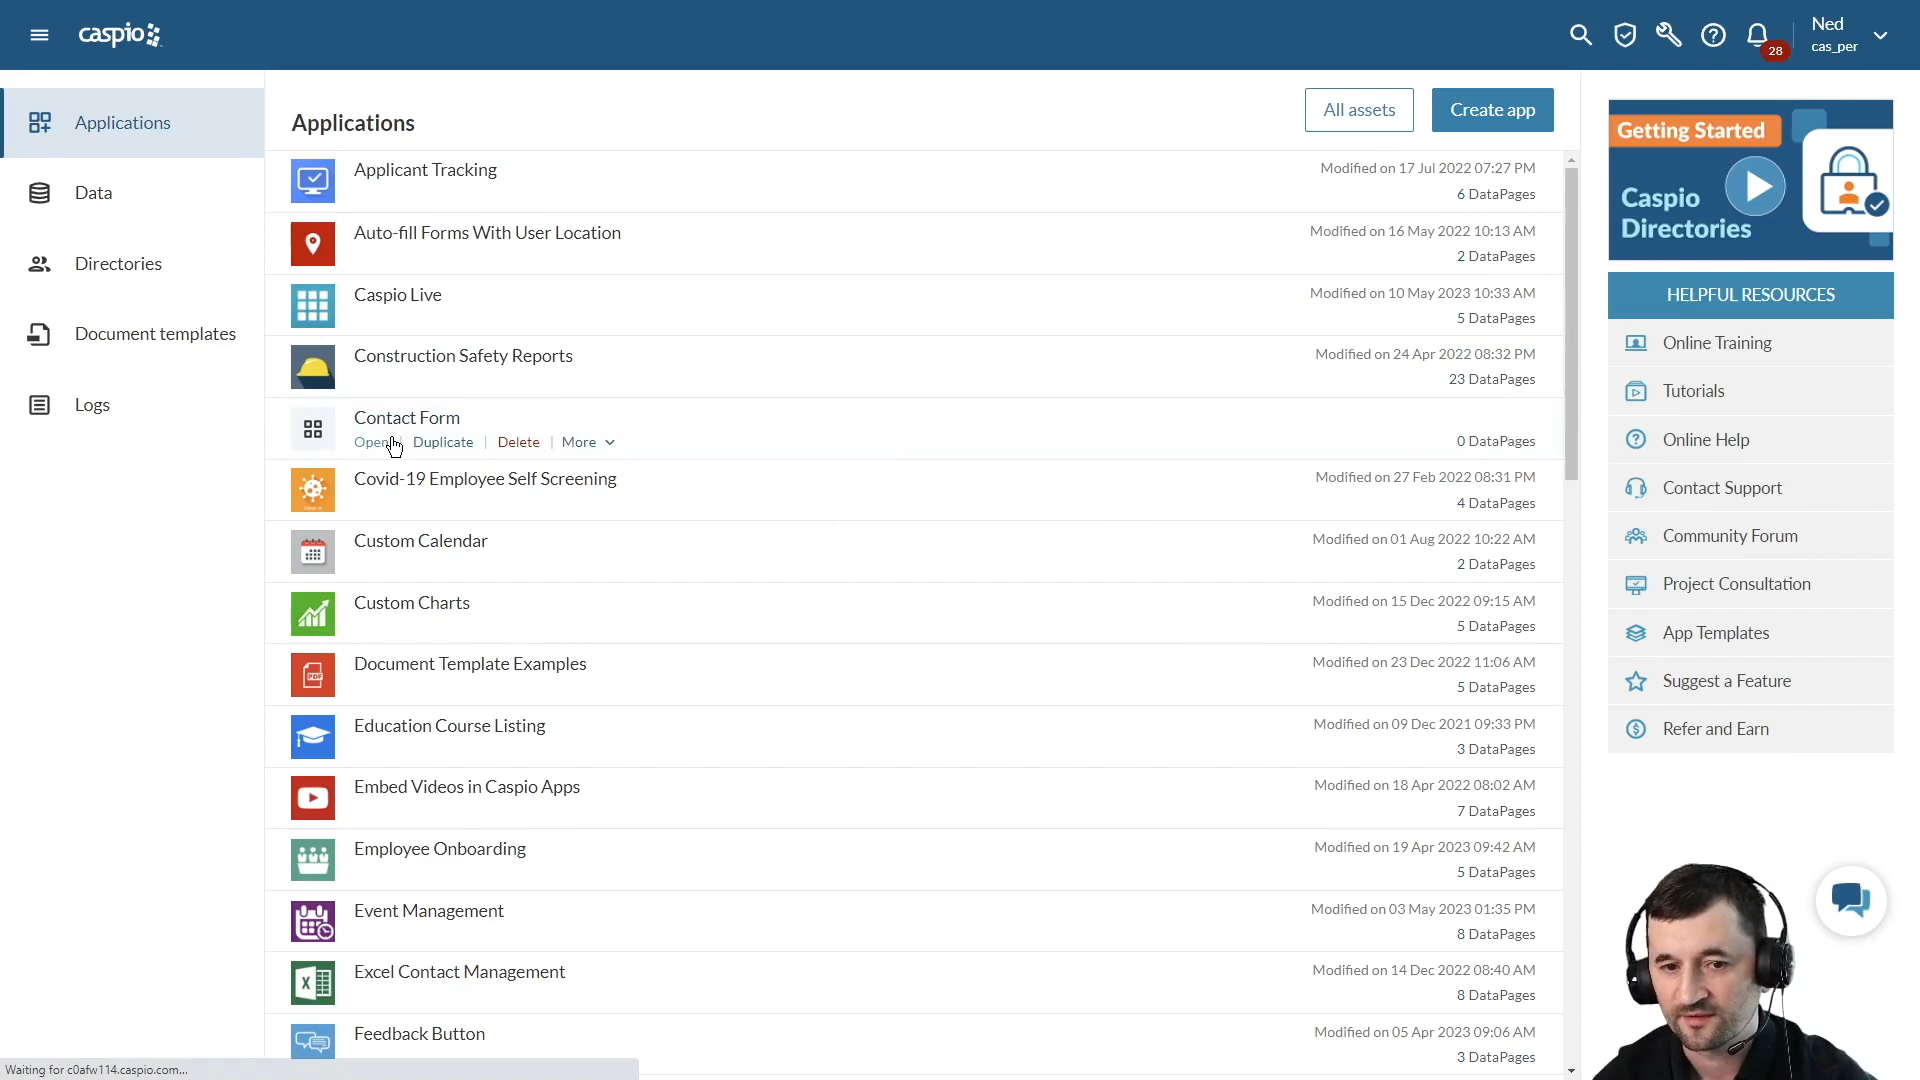 caspio
28
Ned
cas_per
Applications
Data
Directories
Document templates
Logs
Applications
All assets
Create app
Applicant Tracking
Modified on 17 Jul 2022 07:27 PM
6 DataPages
Auto-fill Forms With User Location
Modified on 16 May 2022 10:13 AM
2 DataPages
Caspio Live
Modified on 10 May 2023 10:33 AM
5 DataPages
Construction Safety Reports
Modified on 24 Apr 2022 08:32 PM
23 DataPages
Contact Form
Open | Duplicate | Delete | More
0 DataPages
Covid-19 Employee Self Screening
Modified on 27 Feb 2022 08:31 PM
4 DataPages
Custom Calendar
Modified on 01 Aug 2022 10:22 AM
2 DataPages
Custom Charts
Modified on 15 Dec 2022 09:15 AM
5 DataPages
PDF
Document Template Examples
Modified on 23 Dec 2022 11:06 AM
5 DataPages
Education Course Listing
Modified on 09 Dec 2021 09:33 PM
3 DataPages
Embed Videos in Caspio Apps
Modified on 18 Apr 2022 08:02 AM
7 DataPages
Employee Onboarding
Modified on 19 Apr 2023 09:42 AM
5 DataPages
Event Management
Modified on 03 May 2023 01:35 PM
8 DataPages
X
Excel Contact Management
Modified on 14 Dec 2022 08:40 AM
8 DataPages
Feedback Button
Modified on 05 Apr 2023 09:06 AM
3 DataPages
Getting Started
Caspio
Directories
HELPFUL RESOURCES
Online Training
Tutorials
Online Help
Contact Support
Community Forum
Project Consultation
App Templates
Suggest a Feature
Refer and Earn
Waiting for c0afw114.caspio.com...